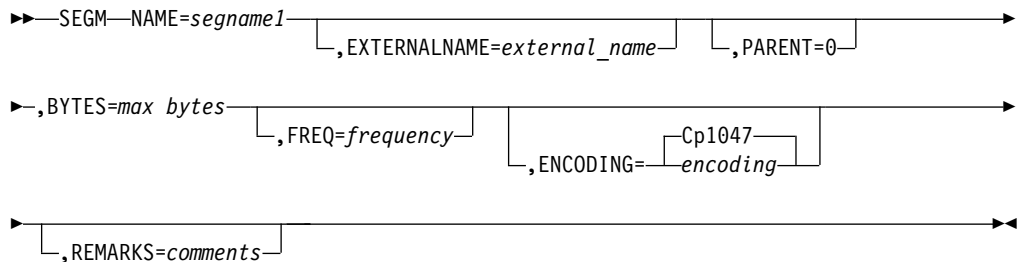 SEGM NAME=segname1
,EXTERNALNAME=external_name
,PARENT=0
,BYTES=max bytes
,FREQ=frequency
,ENCODING=
Cp1047
encoding
,REMARKS=comments